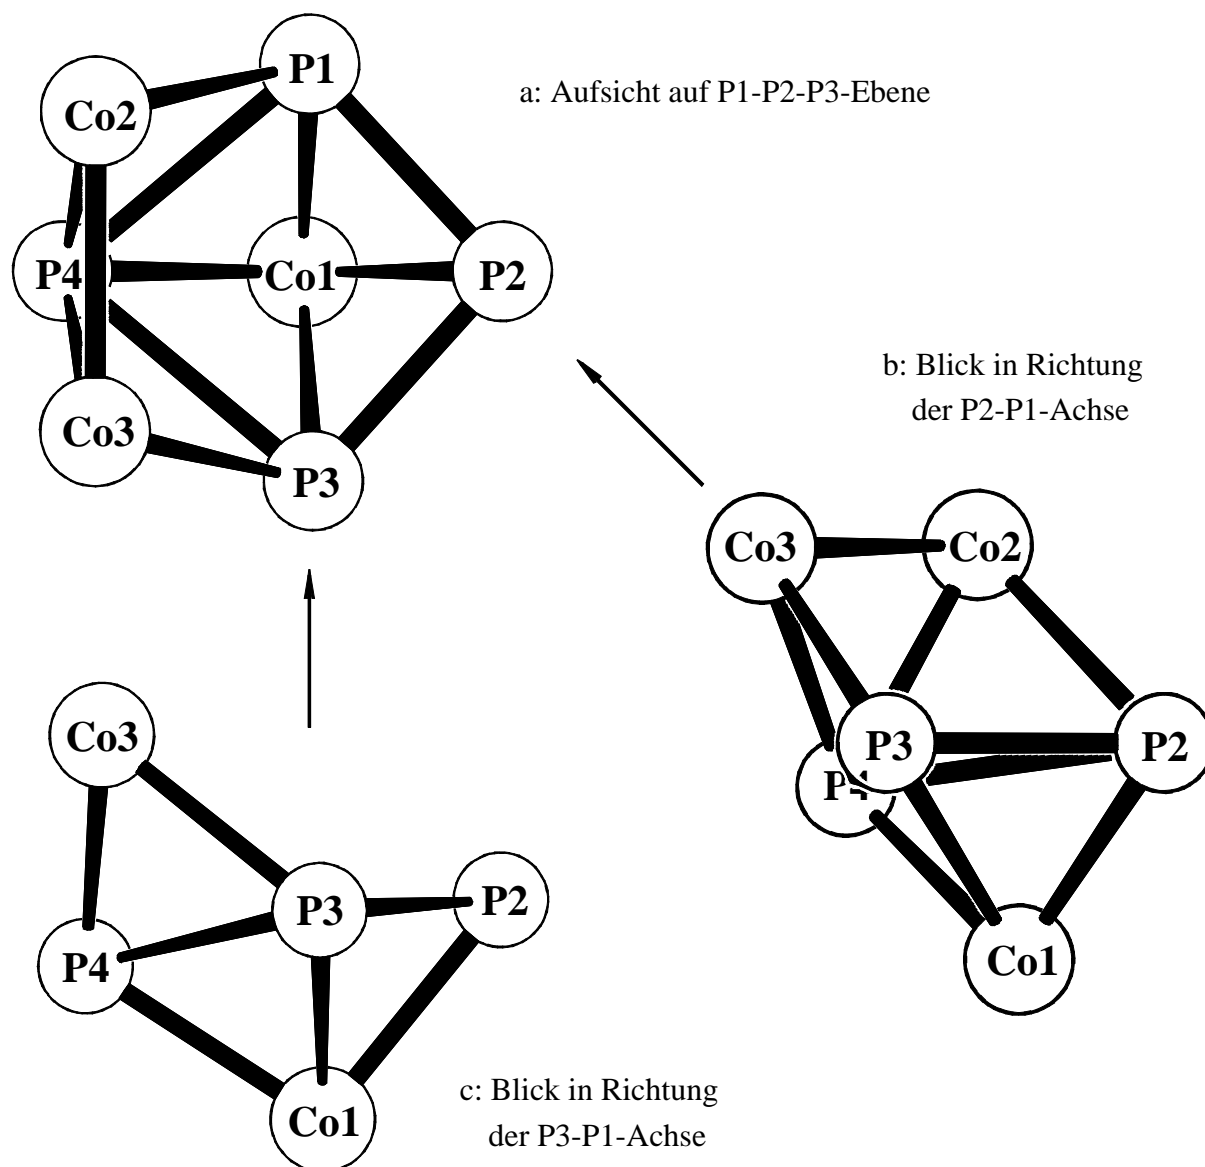 P1
a: Aufsicht auf P1-P2-P3-Ebene
Co2
P4
Co1
P2
b: Blick in Richtung
der P2-P1-Achse
Co3
P3
Co3
Co2
Co3
P3
P2
P4
P3
P2
P4
Co1
c: Blick in Richtung
der P3-P1-Achse
Co1